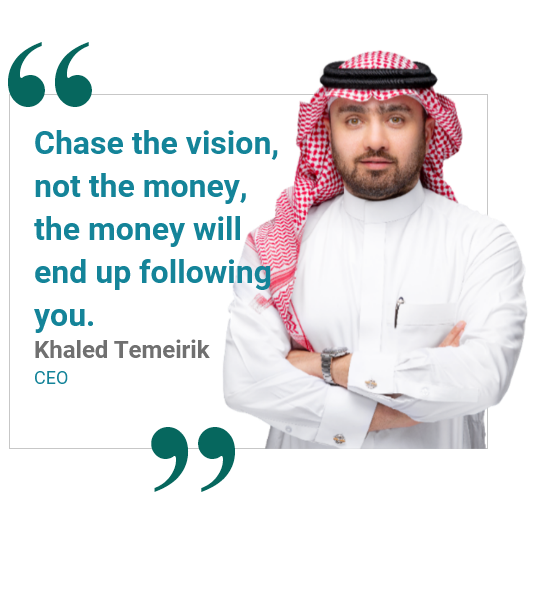 Chase the vision,
not the money,
the money will
end up following
you.
Khaled Temeirik
CEO